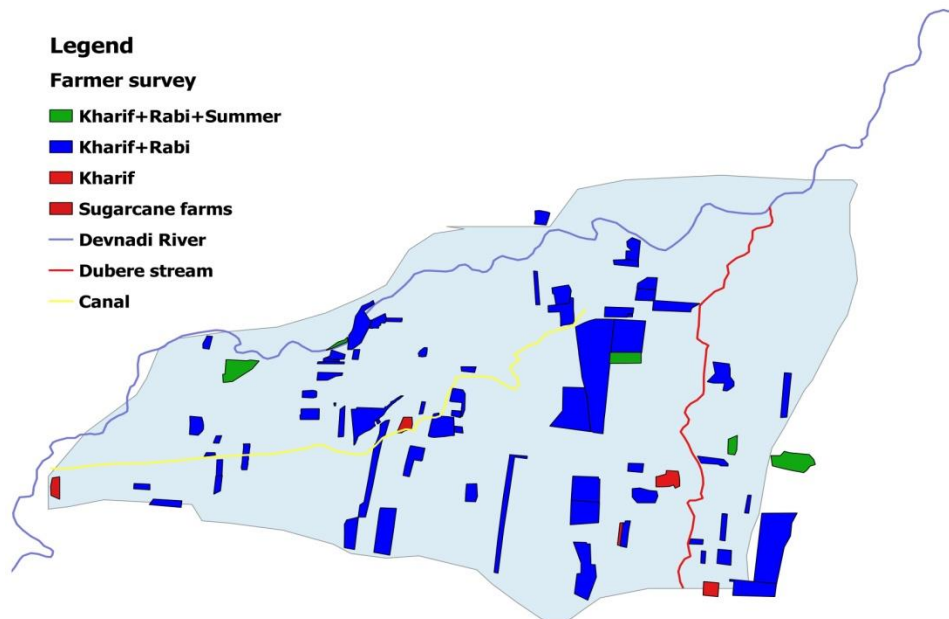 Legend
Farmer survey
Kharif+Rabi+Summer
Kharif+Rabi
Kharif
Sugarcane farms
Devnadi River
Dubere stream
Canal